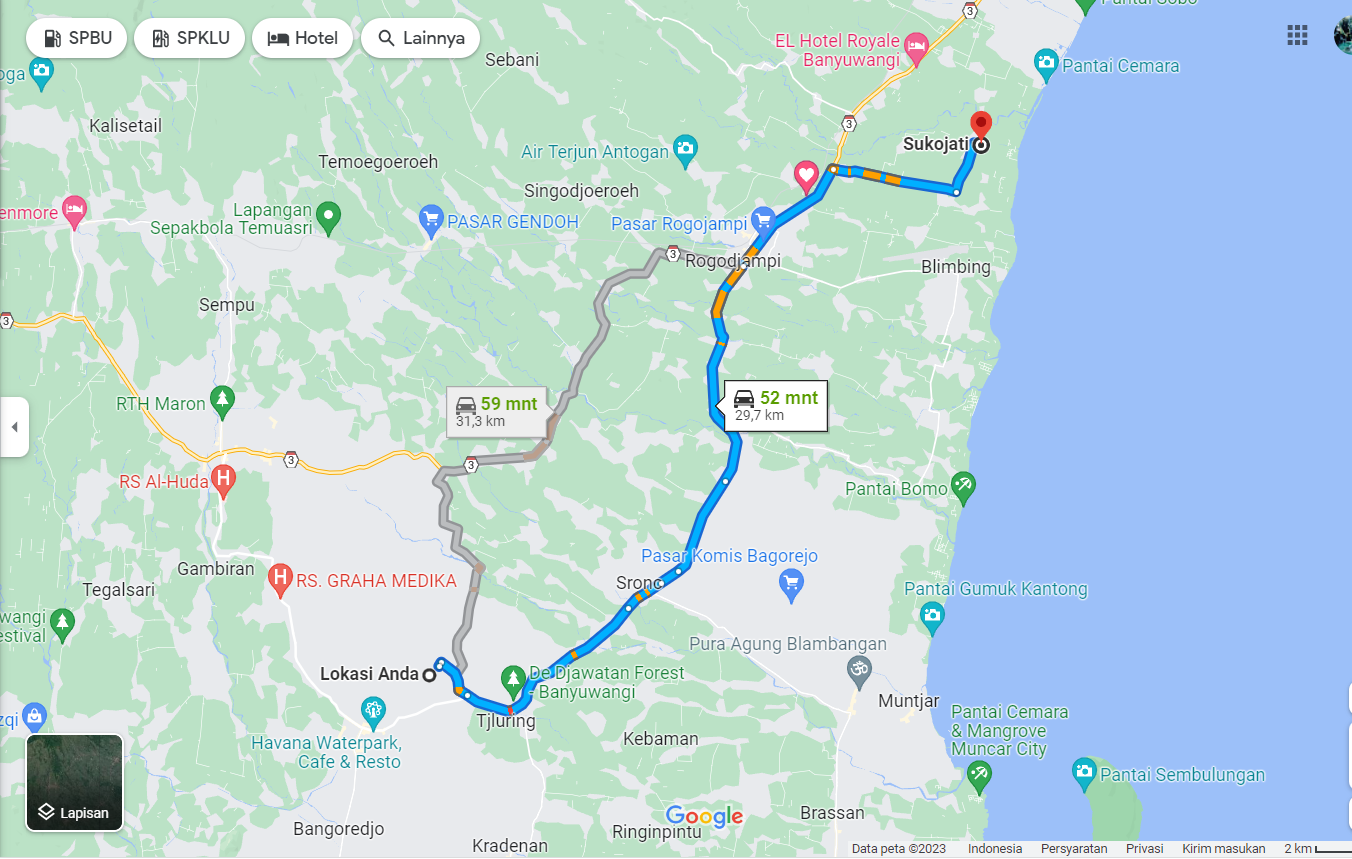 SPBU
SPKLU
Hotel
Lainnya
Pantai Sobo
3
EL Hotel Royale
Banyuwangi
Sebani
Pantai Cemara
oga
Kalisetail
3
Sukojati
Temoegoeroeh
Air Terjun Antogan
Singodjoeroeh
enmore
Lapangan
Sepakbola Temuasri
PASAR GENDOH
Pasar Rogojampi
3
Rogodjampi
Blimbing
Sempu
3
RTH Maron
59 mnt
31,3 km
52 mnt
29,7 km
3
3
RS Al-Huda
H
Pantai Bomo
Pasar Komis Bagorejo
Gambiran
H
RS. GRAHA MEDIKA
Srono
Tegalsari
Pantai Gumuk Kantong
wangi
estival
Pura Agung Blambangan
Lokasi Anda
De Djawatan Forest
- Banyuwangi
Muntjar
zqi
Tjluring
Pantai Cemara
& Mangrove
Muncar City
Havana Waterpark,
Cafe & Resto
Kebaman
Pantai Sembulungan
Lapisan
Bangoredjo
Google
Brassan
Ringinpintu
Kradenan
Data peta ©2023
Indonesia
Persyaratan
Privasi
Kirim masukan
2 km